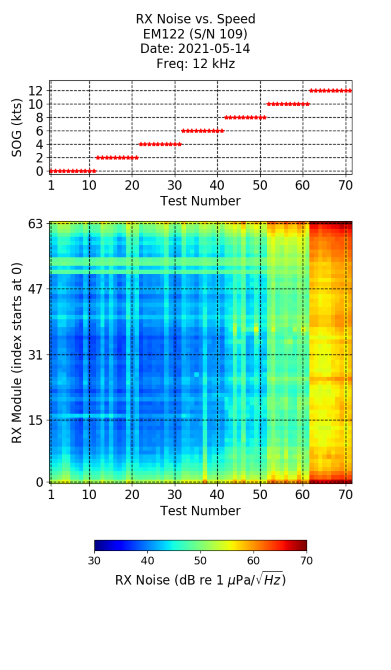 RX Noise vs. Speed
EM122 (S/N 109)
Date: 2021-05-14
Freq: 12 kHz
SOG (kts)
12
10
8
6
4
2
0
1 10 20 30 40 50 60 70
Test Number
RX Module (index starts at 0)
63
47
31
15
0
1 10 20 30 40 50 60 70
Test Number
30 40 50 60 70
RX Noise (dB re 1 μPa/√Hz)